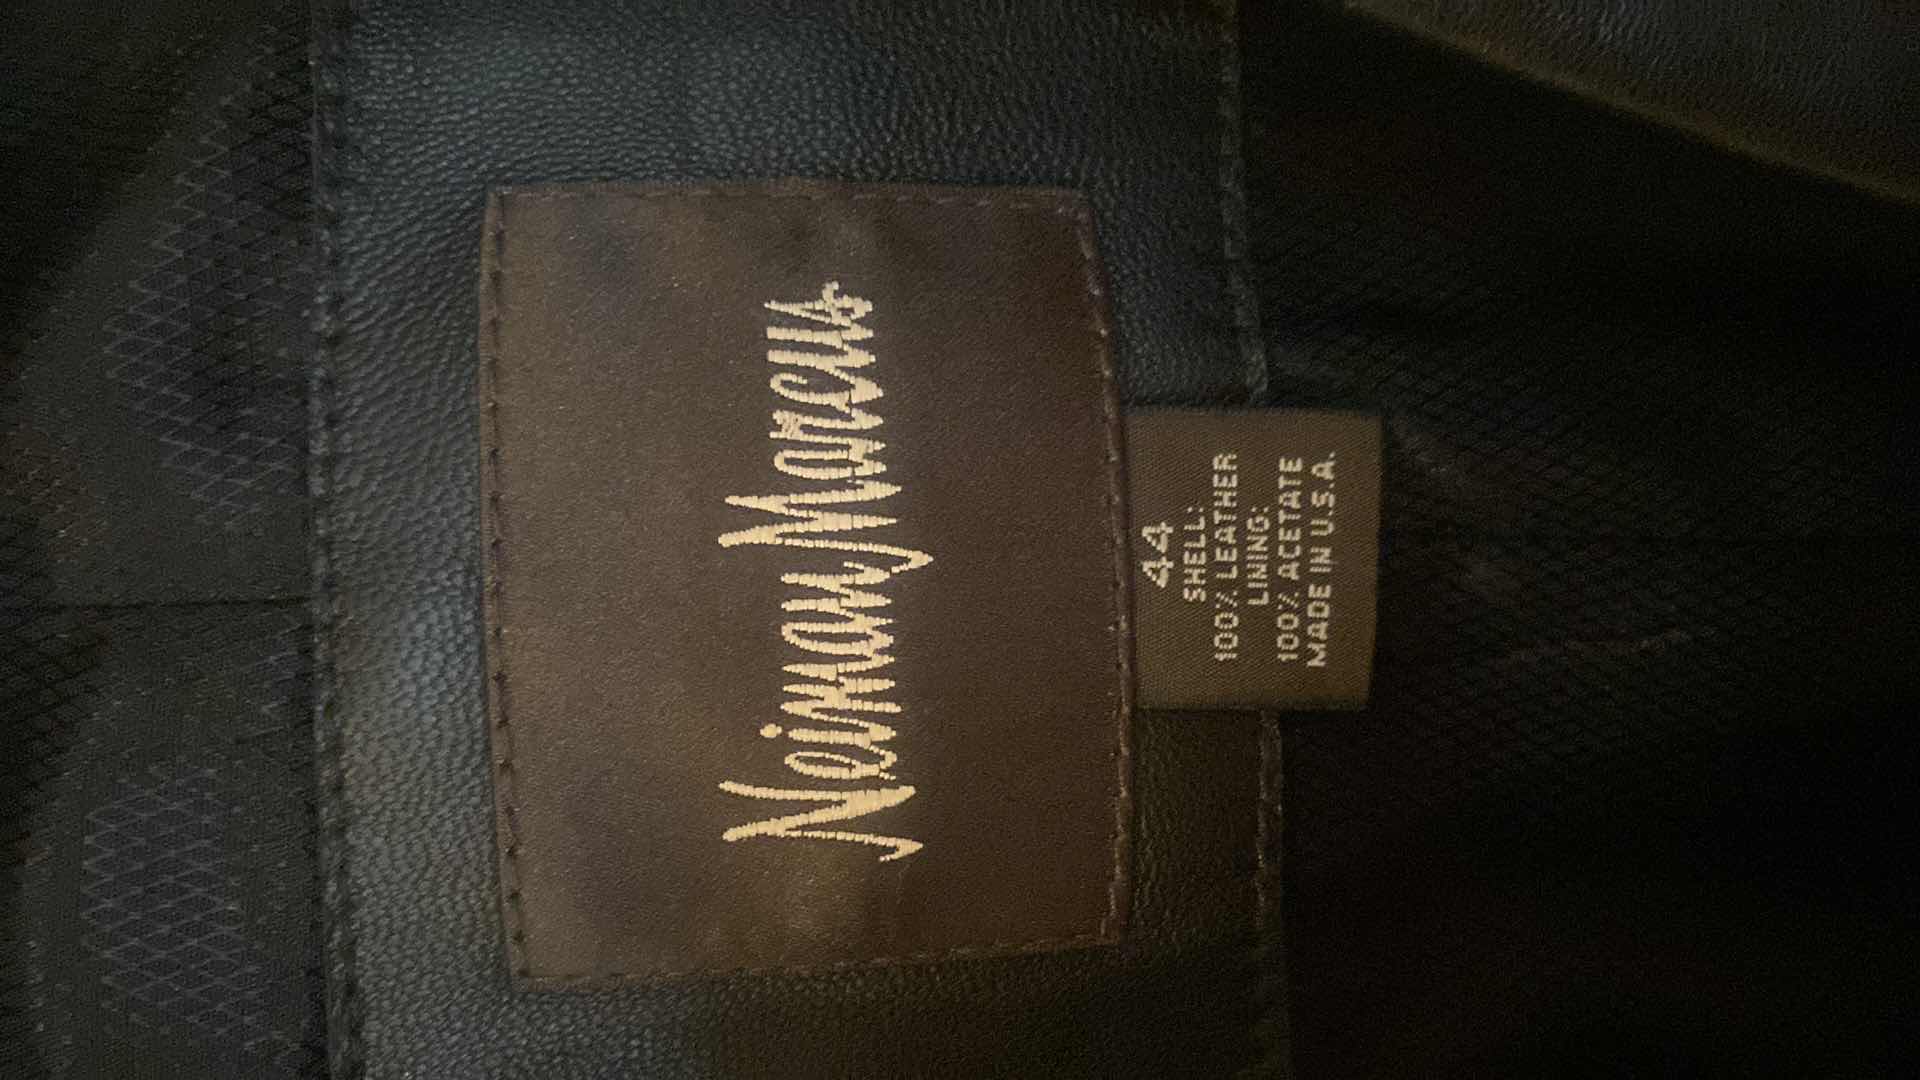 Neiman Marcus
44
SHELL:
100% LEATHER
LINING:
100% ACETATE
MADE IN U.S.A.